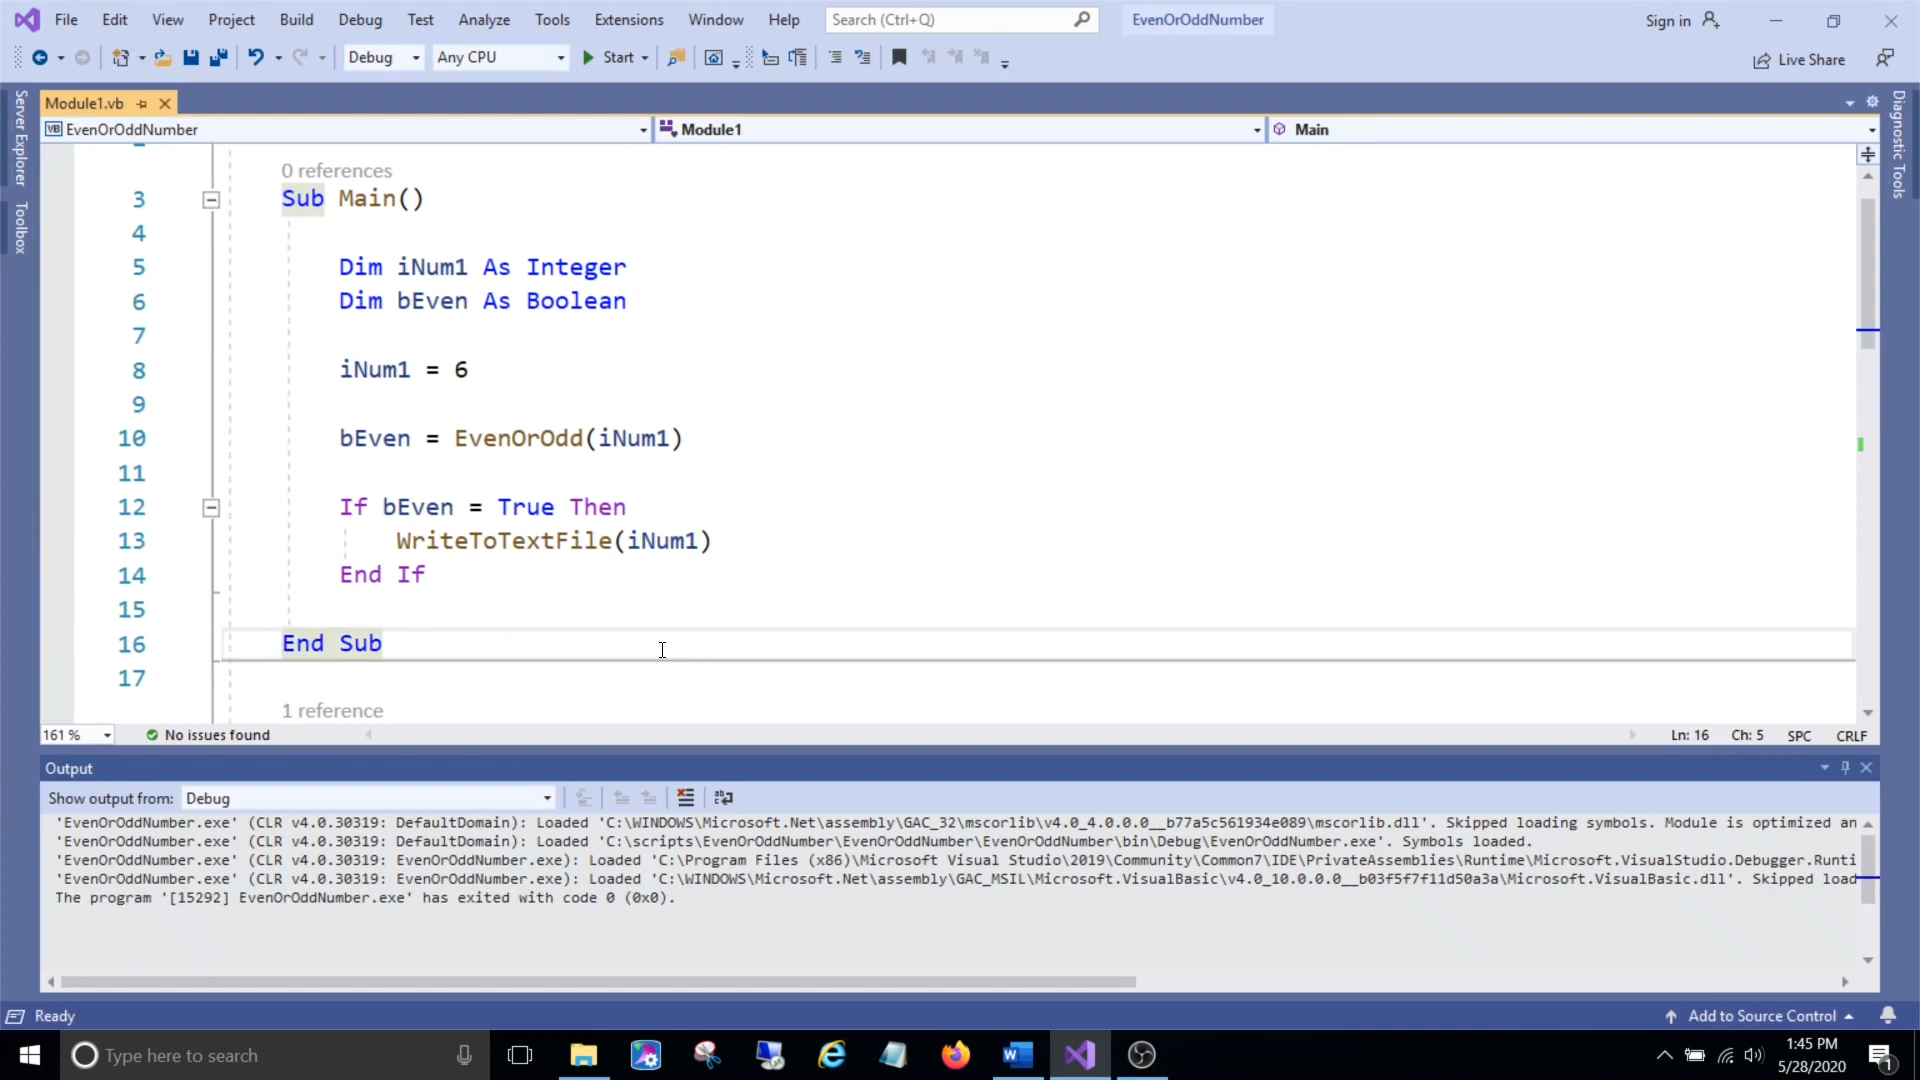 File Edit View Project Build Debug Test Analyze Tools Extensions Window Help Search (Ctrl+Q) EvenOrOddNumber Sign in
Debug Any CPU Start Live Share
Server Explorer
Toolbox
Diagnostic Tools
Module1.vb
VB EvenOrOddNumber Module1 Main
0 references
3 Sub Main()
4
5 Dim iNum1 As Integer
6 Dim bEven As Boolean
7
8 iNum1 = 6
9
10 bEven = EvenOrOdd(iNum1)
11
12 If bEven = True Then
13 WriteToTextFile(iNum1)
14 End If
15
16 End Sub
17
1 reference
161 % No issues found Ln: 16 Ch: 5 SPC CRLF
Output
Show output from: Debug
'EvenOrOddNumber.exe' (CLR v4.0.30319: DefaultDomain): Loaded 'C:\WINDOWS\Microsoft.Net\assembly\GAC_32\mscorlib\v4.0_4.0.0.0__b77a5c561934e089\mscorlib.dll'. Skipped loading symbols. Module is optimized an
'EvenOrOddNumber.exe' (CLR v4.0.30319: DefaultDomain): Loaded 'C:\scripts\EvenOrOddNumber\EvenOrOddNumber\bin\Debug\EvenOrOddNumber.exe'. Symbols loaded.
'EvenOrOddNumber.exe' (CLR v4.0.30319: EvenOrOddNumber.exe): Loaded 'C:\Program Files (x86)\Microsoft Visual Studio\2019\Community\Common7\IDE\PrivateAssemblies\Runtime\Microsoft.VisualStudio.Debugger.Runti
'EvenOrOddNumber.exe' (CLR v4.0.30319: EvenOrOddNumber.exe): Loaded 'C:\WINDOWS\Microsoft.Net\assembly\GAC_MSIL\Microsoft.VisualBasic\v4.0_10.0.0.0__b03f5f7f11d50a3a\Microsoft.VisualBasic.dll'. Skipped load
The program '[15292] EvenOrOddNumber.exe' has exited with code 0 (0x0).
Ready Add to Source Control
Type here to search
1:45 PM
5/28/2020
1